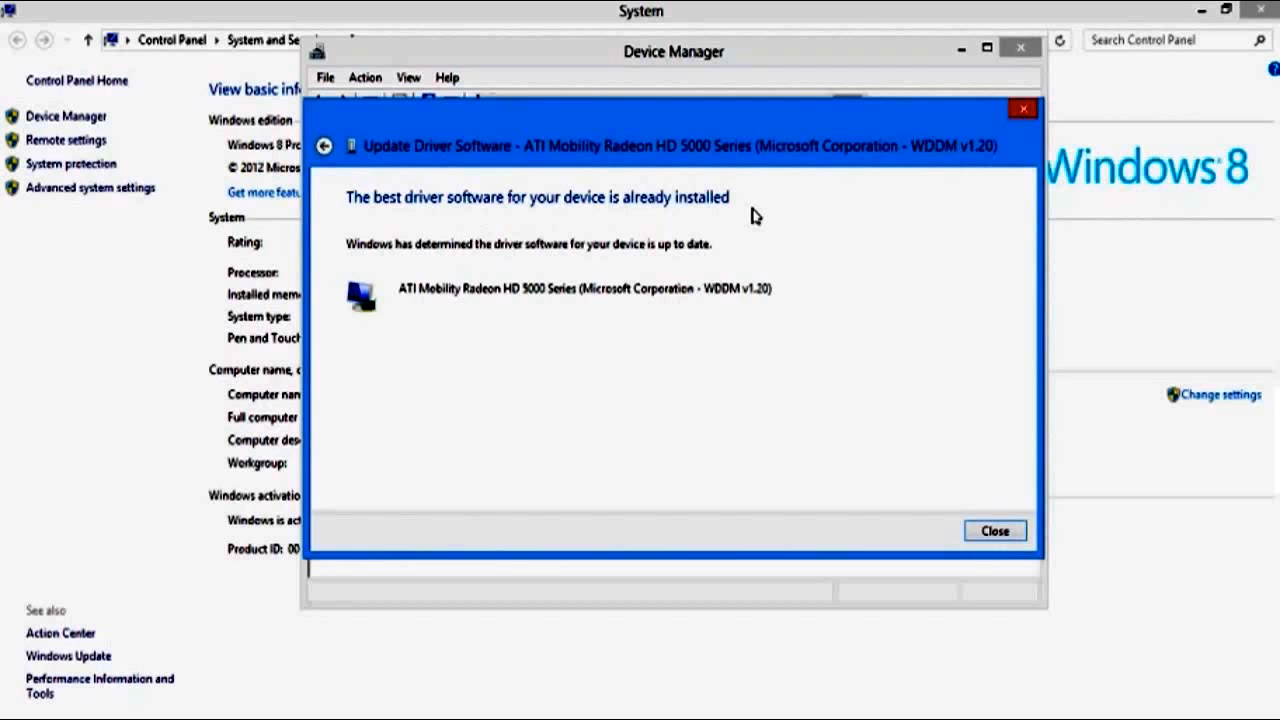 System
Control Panel
System and Se
Search Control Panel
Device Manager
File Action View Help
Control Panel Home
Device Manager
Remote settings
System protection
Advanced system settings
View basic inf
Windows edition
Windows 8 Pro
© 2012 Micros
Get more featu
System
Rating:
Processor:
Installed mem
System type:
Pen and Touch
Computer name, c
Computer nan
Full computer
Computer des
Workgroup:
Windows activatio
Windows is act
Product ID: 00
Update Driver Software - ATI Mobility Radeon HD 5000 Series (Microsoft Corporation - WDDM v1.20)
The best driver software for your device is already installed
Windows has determined the driver software for your device is up to date.
ATI Mobility Radeon HD 5000 Series (Microsoft Corporation - WDDM v1.20)
Close
Windows 8
Change settings
See also
Action Center
Windows Update
Performance Information and
Tools